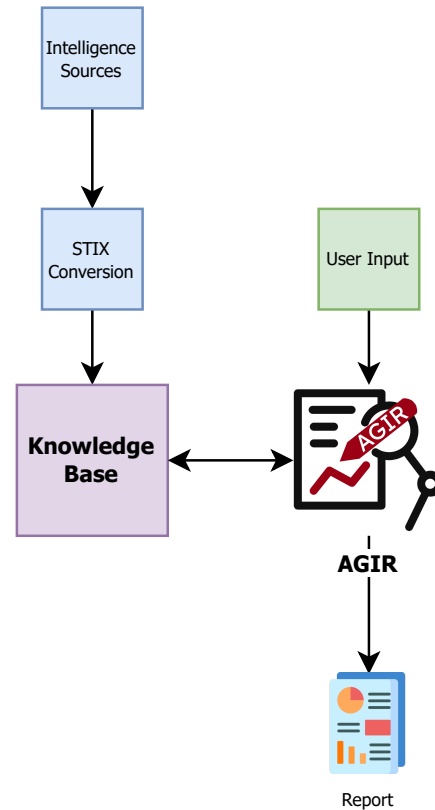 Intelligence
Sources
STIX
Conversion
User Input
Knowledge
Base
AGIR
AGIR
Report